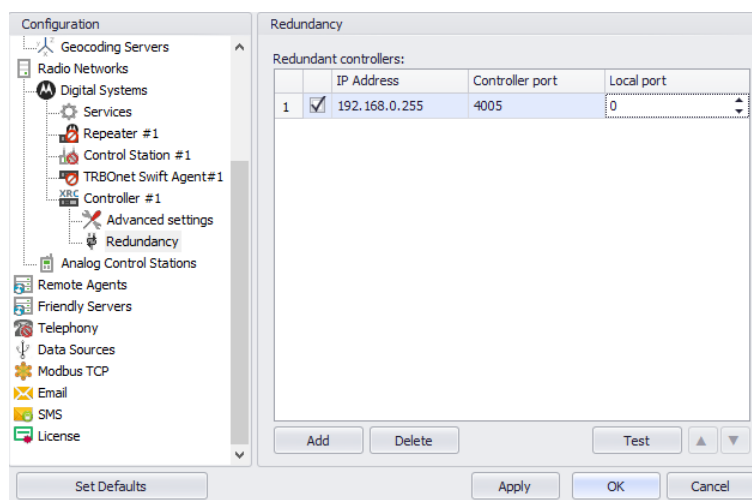 Configuration
Geocoding Servers
Radio Networks
Digital Systems
Services
Repeater #1
Control Station #1
TRBOnet Swift Agent#1
XRC Controller #1
Advanced settings
Redundancy
Analog Control Stations
Remote Agents
Friendly Servers
Telephony
Data Sources
Modbus TCP
Email
SMS
License
Set Defaults
Redundancy
Redundant controllers:
IP Address Controller port Local port
1 192.168.0.255 4005 0
Add Delete Test
Apply OK Cancel